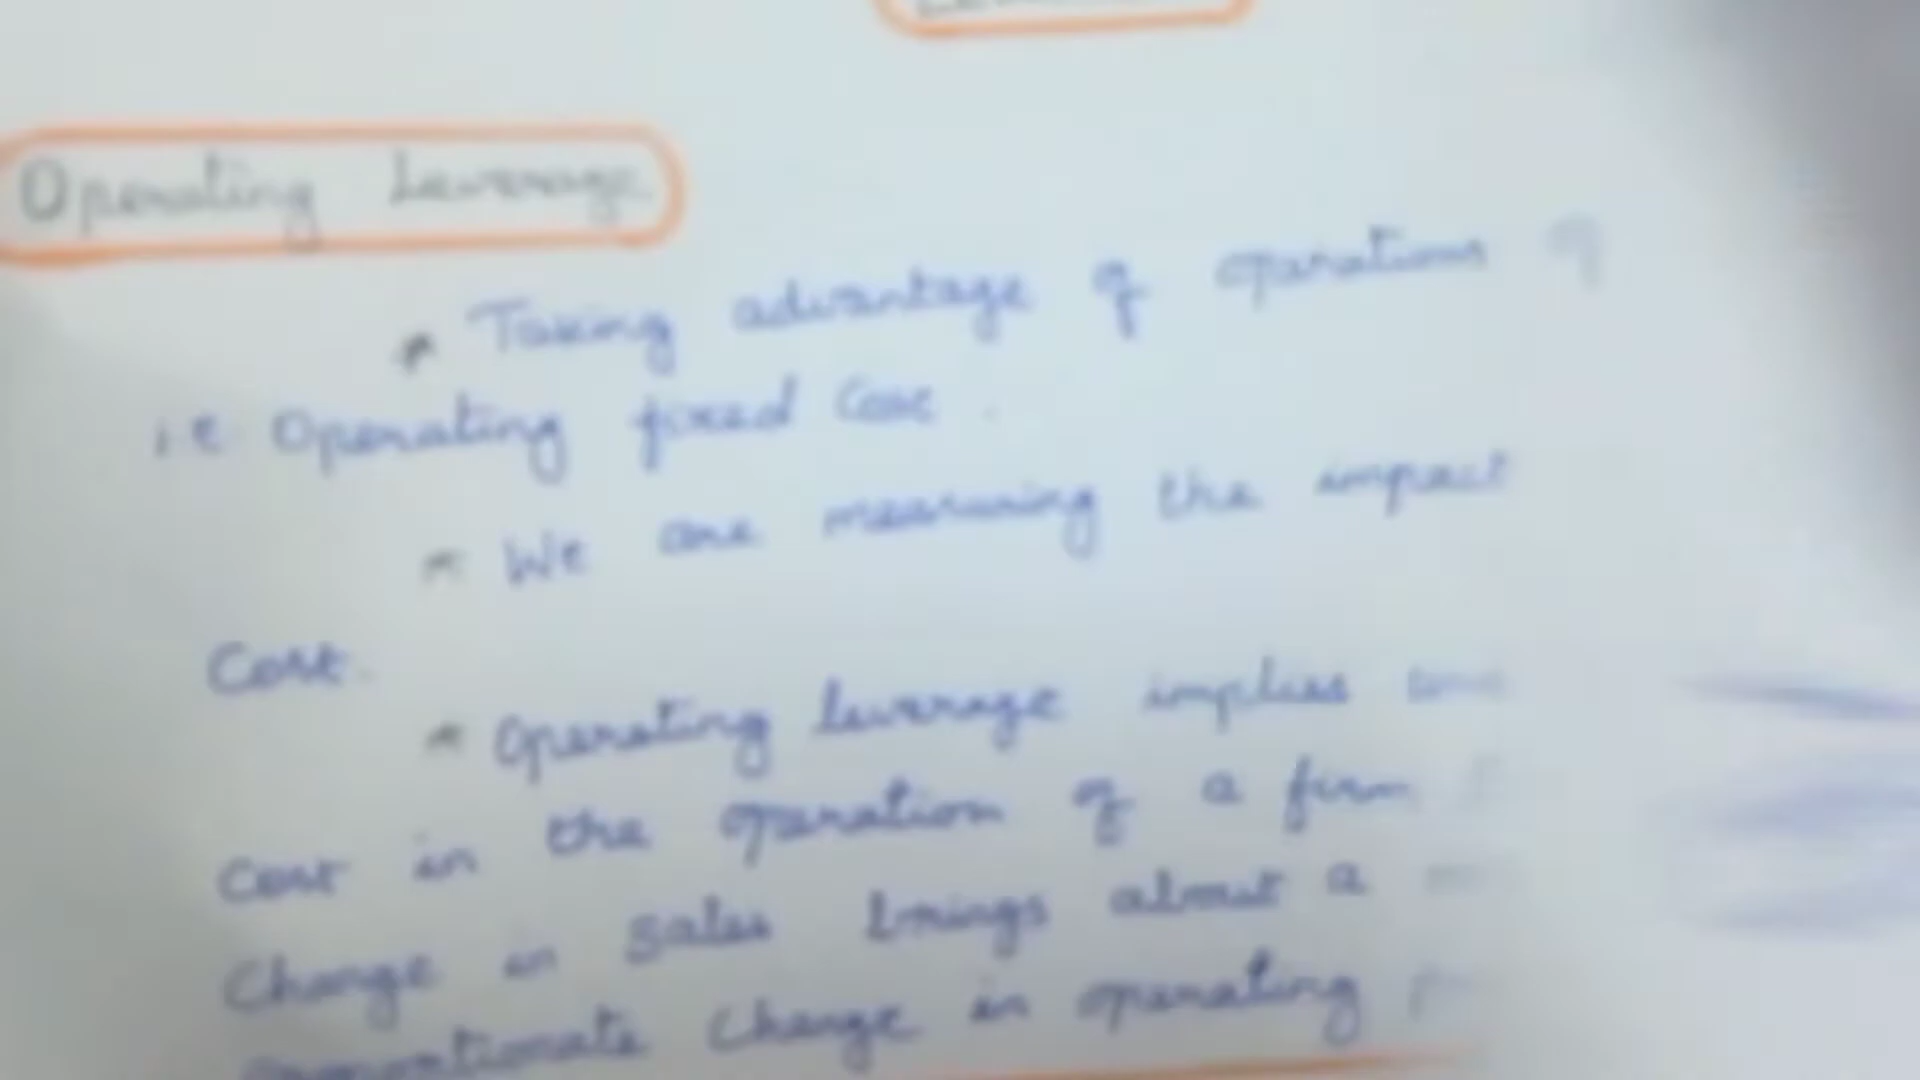 Operating Leverage
* Taking advantage of operations
i.e Operating fixed Cost.
* We are measuring the impact
Cost.
* Operating leverage implies
Cost in the operation of a firm
Change in sales brings about a
proportionate change in operating